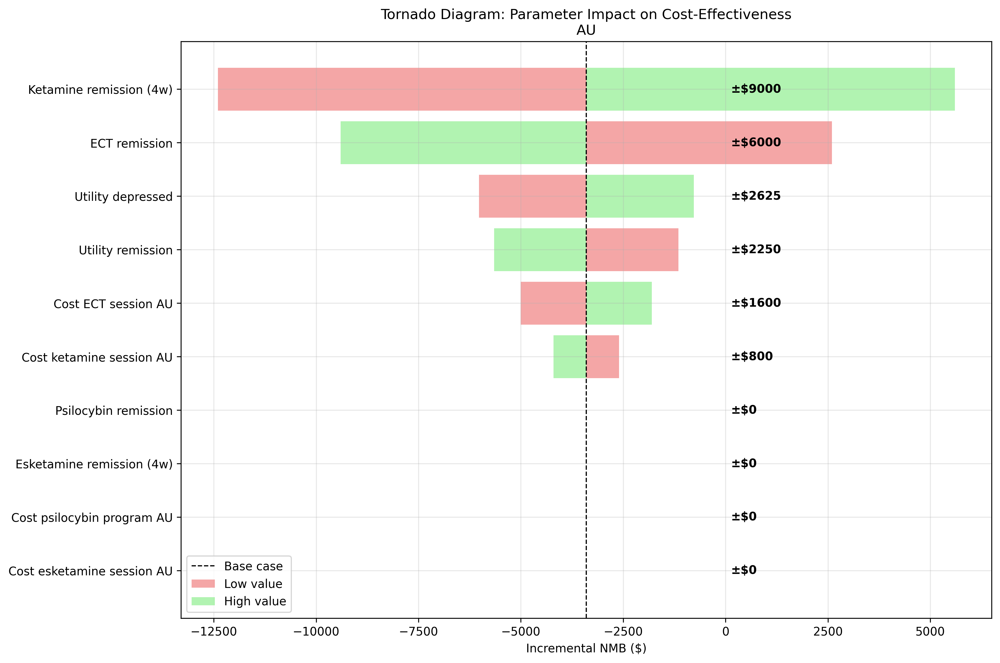 Tornado Diagram: Parameter Impact on Cost-Effectiveness
AU
Ketamine remission (4w)
±$9000
ECT remission
±$6000
Utility depressed
±$2625
Utility remission
±$2250
Cost ECT session AU
±$1600
Cost ketamine session AU
±$800
Psilocybin remission
±$0
Esketamine remission (4w)
±$0
Cost psilocybin program AU
±$0
Cost esketamine session AU
±$0
Base case
Low value
High value
−12500 −10000 −7500 −5000 −2500 0 2500 5000
Incremental NMB ($)